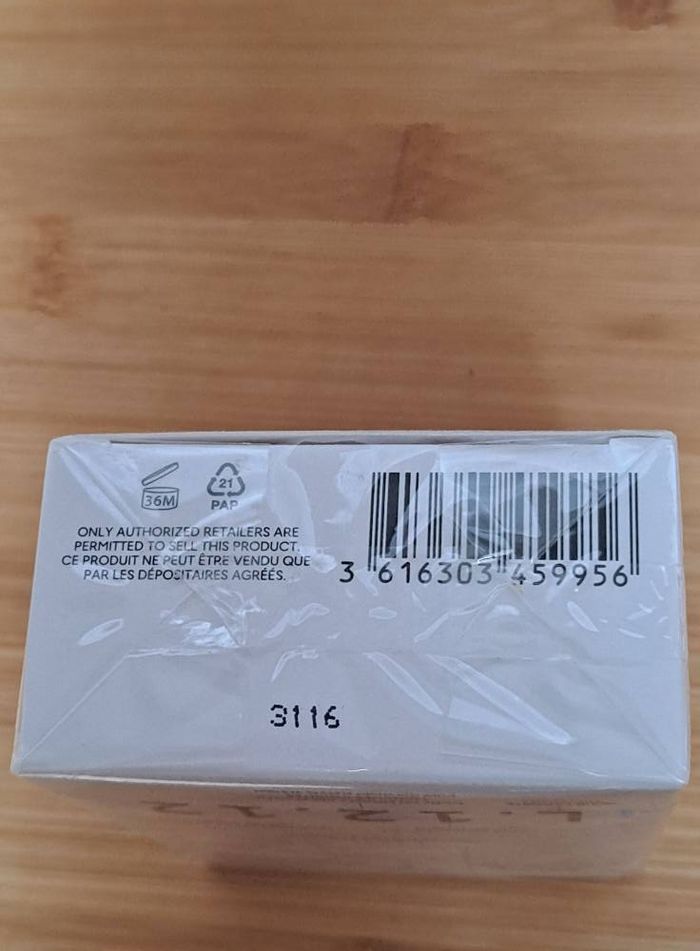 36M
21
PAP
ONLY AUTHORIZED RETAILERS ARE
PERMITTED TO SELL THIS PRODUCT.
CE PRODUIT NE PEUT ÊTRE VENDU QUE
PAR LES DÉPOSITAIRES AGRÉÉS.
3 616303 459956
3116